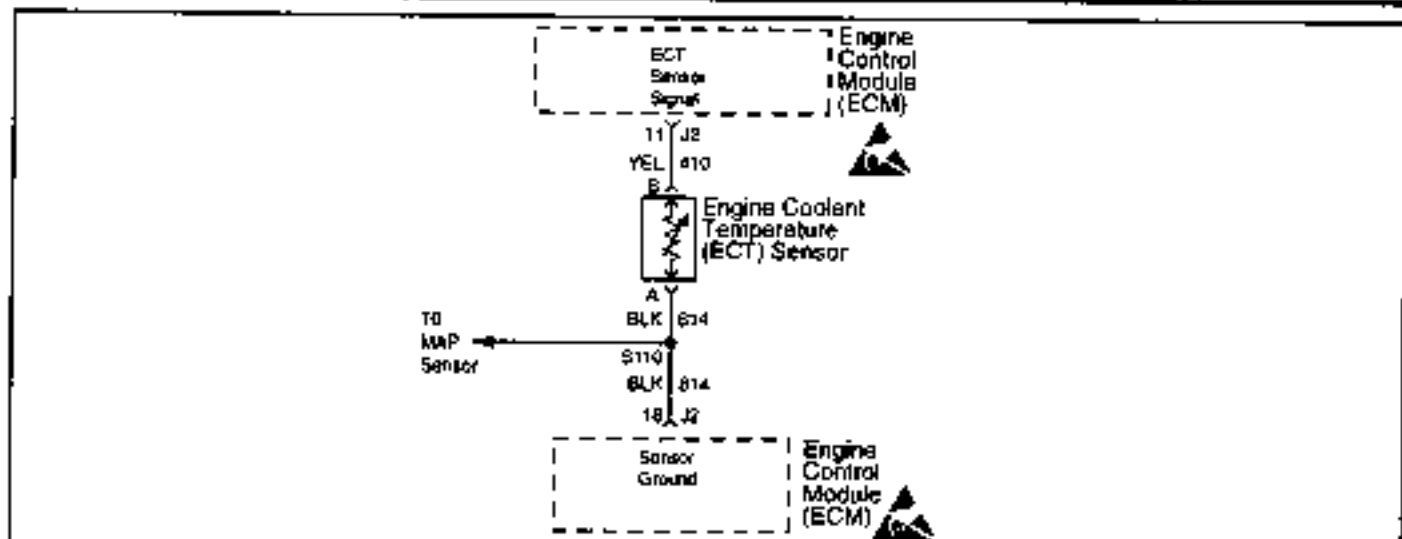 ECT
Sensor
Signal
Engine
Control
Module
(ECM)
11 J2
YEL 410
B
Engine Coolant
Temperature
(ECT) Sensor
A
BLK 814
TO
MAP
Sensor
S110
BLK 814
18 J2
Sensor
Ground
Engine
Control
Module
(ECM)